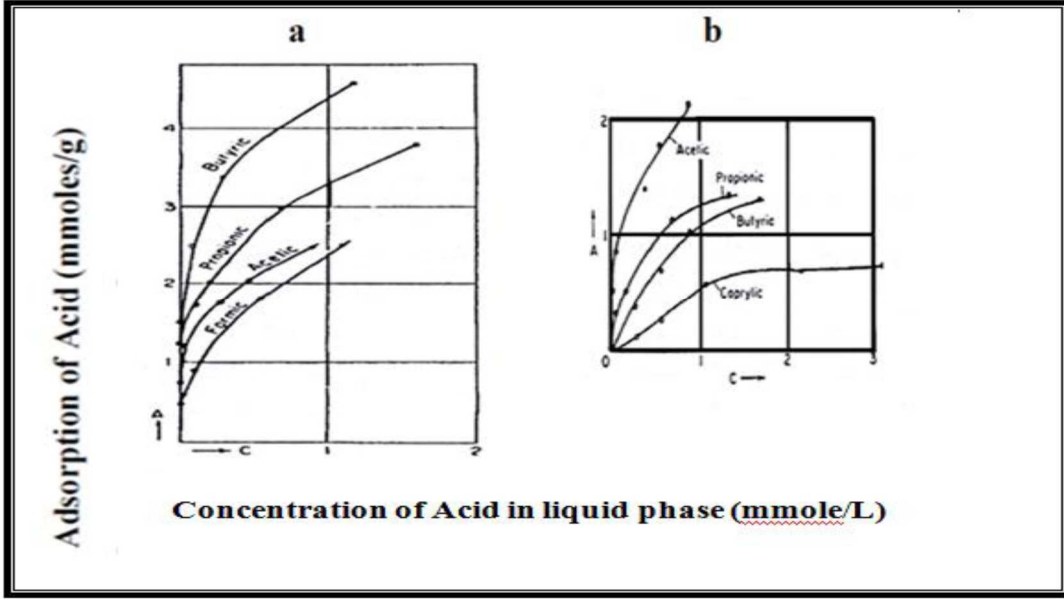 a
b
Adsorption of Acid (mmoles/g)
4
3
2
1
A
C
1
2
Butyric
Propionic
Acetic
Formic
2
1
A
0
1
2
3
C
Acetic
Propionic
Butyric
Caprylic
Concentration of Acid in liquid phase (mmole/L)